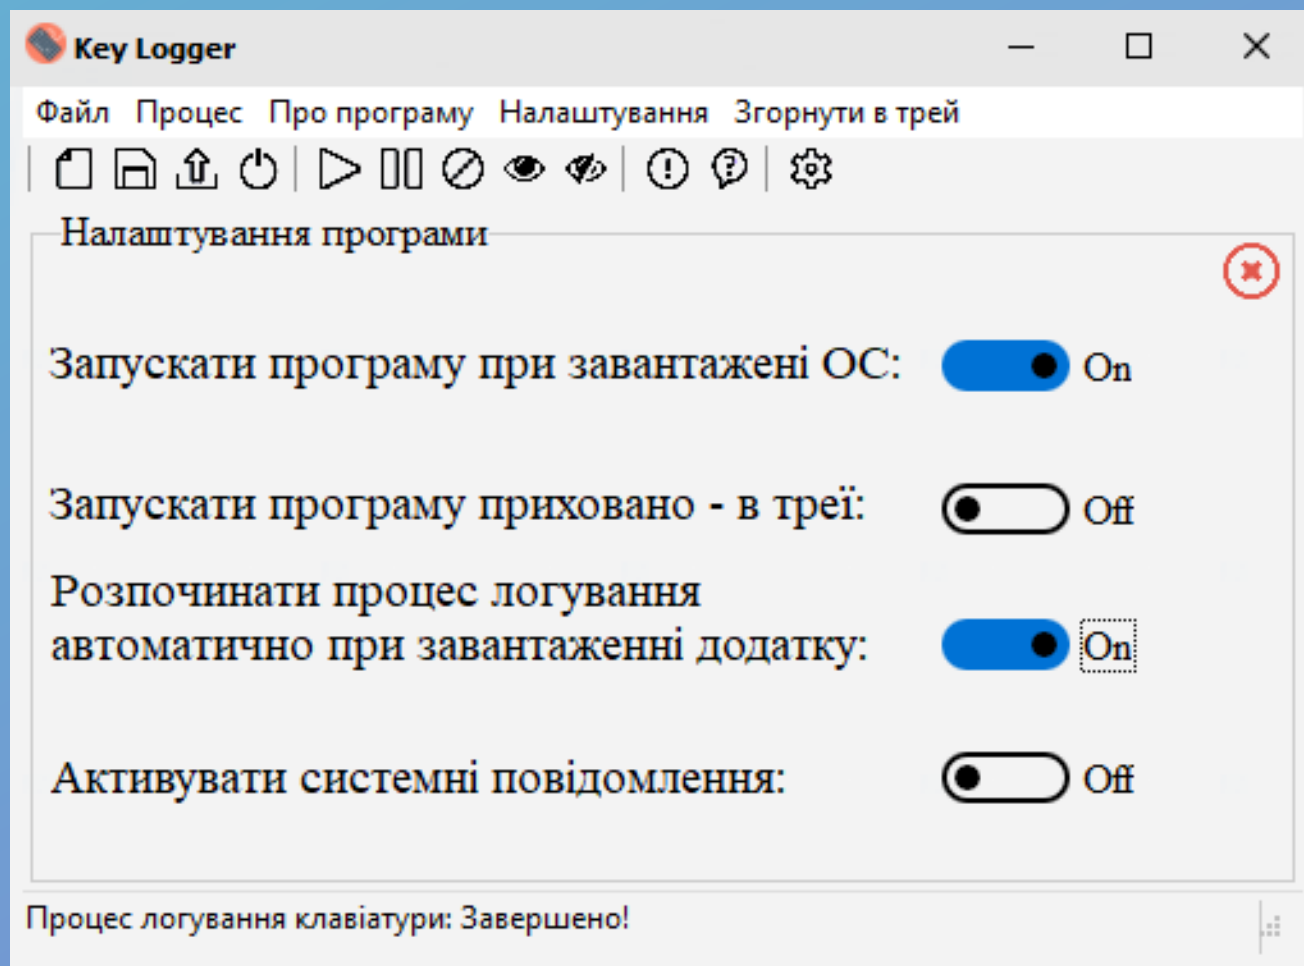 Key Logger
Файл Процес Про програму Налаштування Згорнути в трей
Налаштування програми
Запускати програму при завантажені ОС: On
Запускати програму приховано - в треї: Off
Розпочинати процес логування
автоматично при завантаженні додатку: On
Активувати системні повідомлення: Off
Процес логування клавіатури: Завершено!